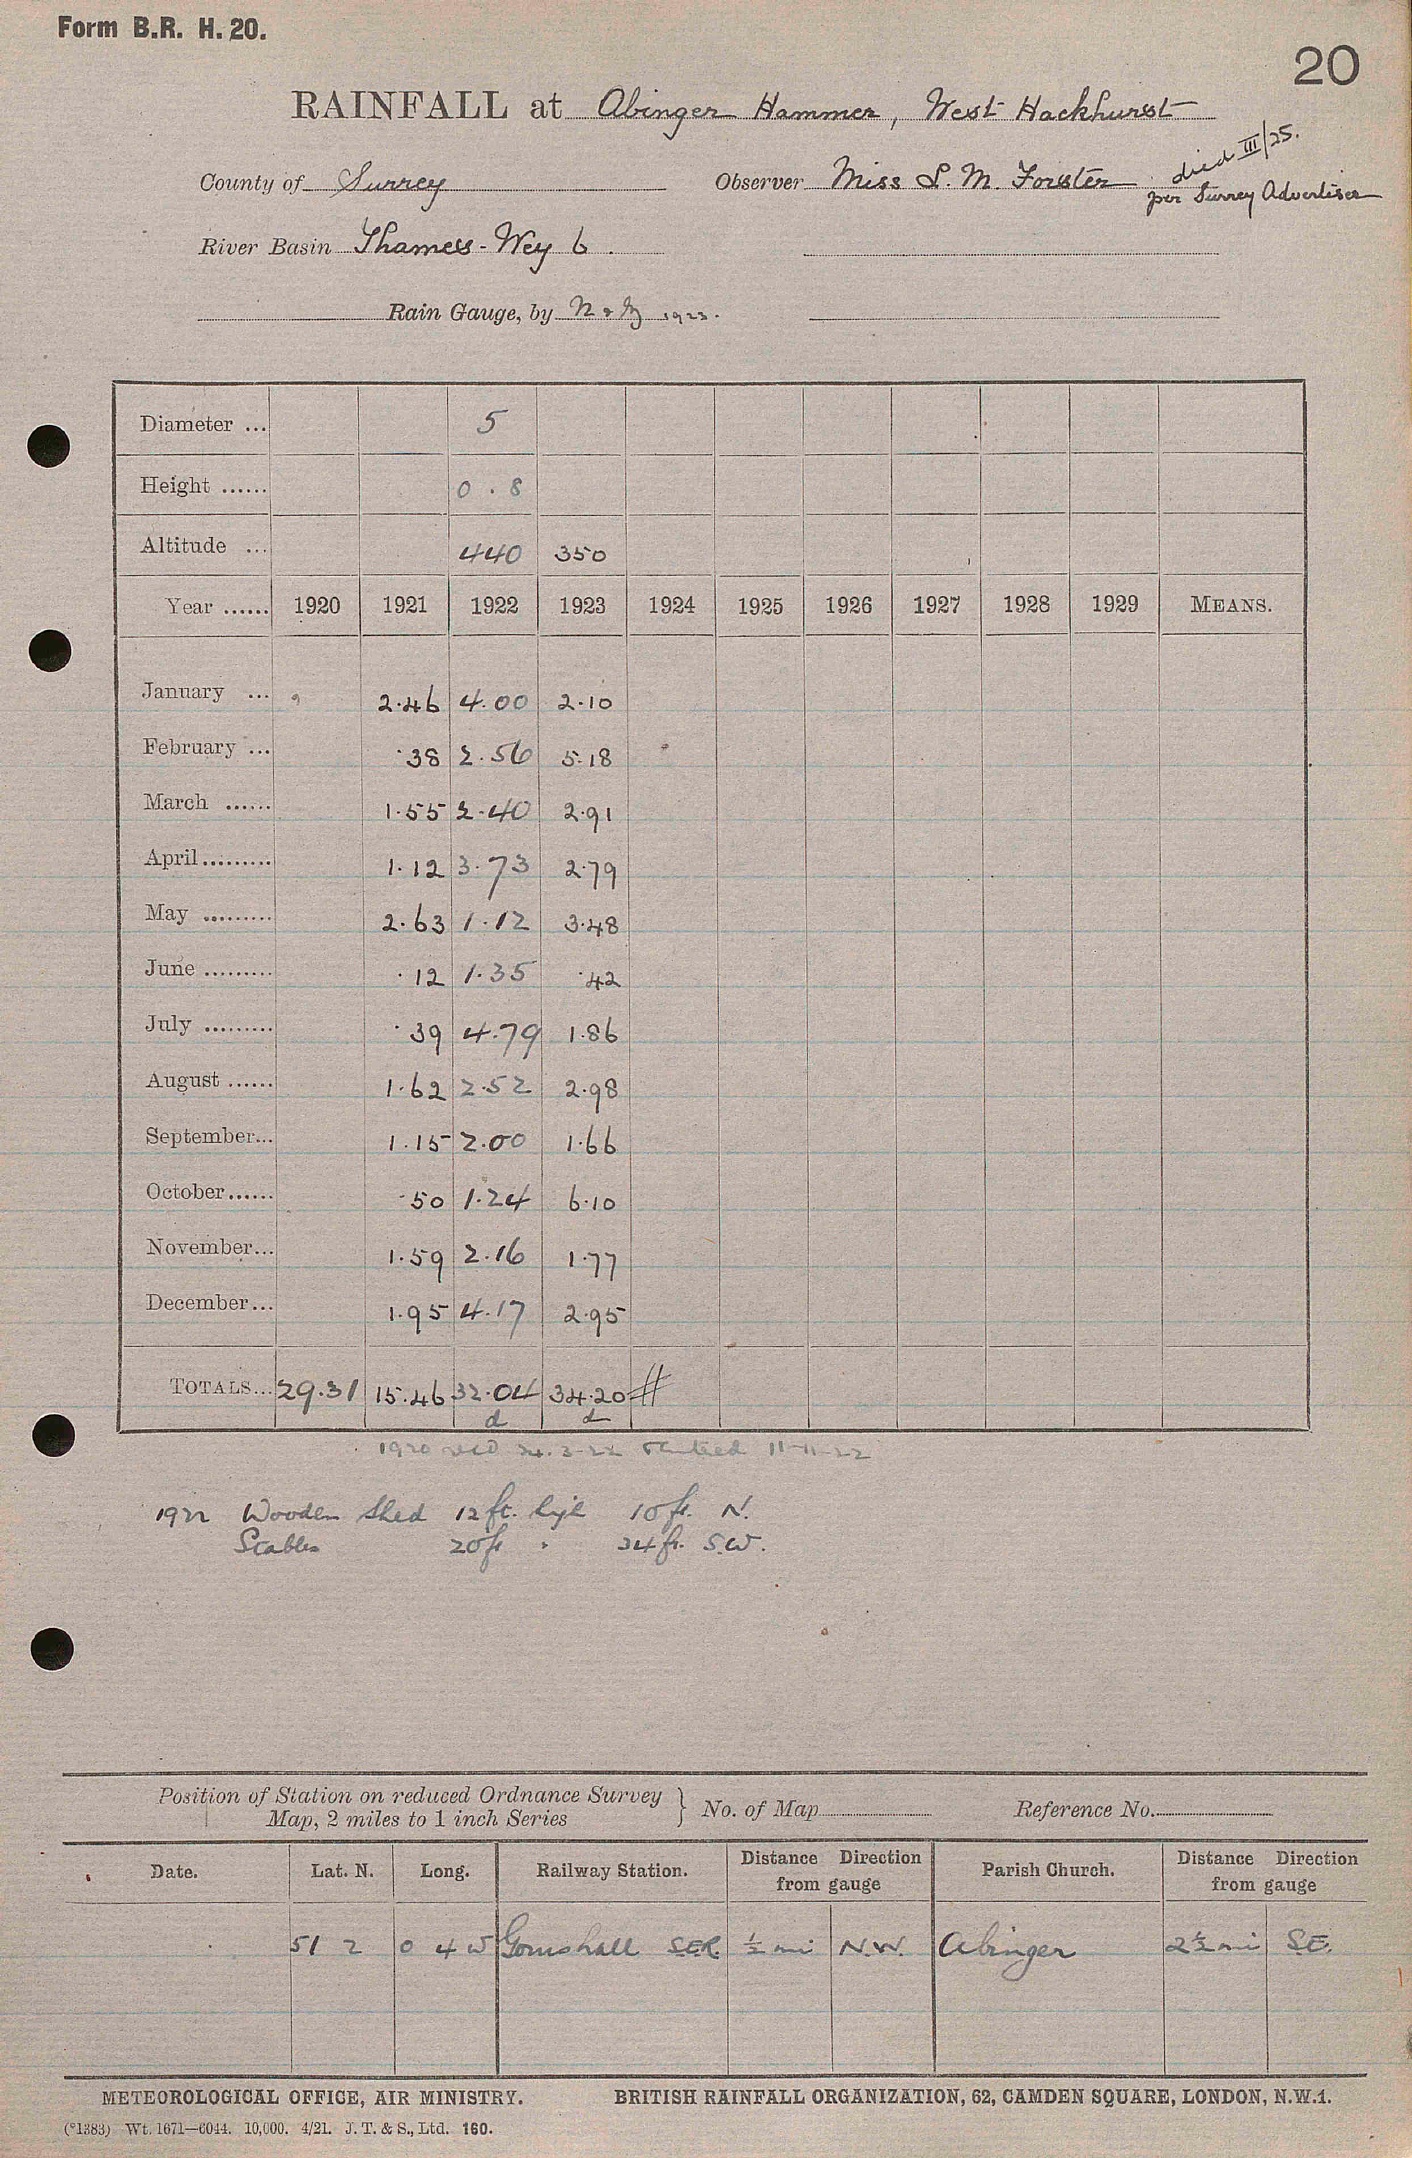 Form B.R. H. 20.
20
RAINFALL at Abinger Hammer, West Hackhurst
died III/25.
County of Surrey Observer Miss L. M. Forster per Surrey Advertiser
River Basin Thames - Wey 6.
Rain Gauge, by N & Z 1923.
Diameter ... 5
Height ...... 0.8
Altitude ... 440 350
Year ...... 1920 1921 1922 1923 1924 1925 1926 1927 1928 1929 MEANS.
January ... 2.46 4.00 2.10
February ... .38 2.56 5.18
March ...... 1.55 2.40 2.91
April ......... 1.12 3.73 2.79
May ......... 2.63 1.12 3.48
June ......... .12 1.35 .42
July ......... .39 4.79 1.86
August ...... 1.62 2.52 2.98
September... 1.15 2.00 1.66
October...... .50 1.24 6.10
November... 1.59 2.16 1.77
December... 1.95 4.17 2.95
TOTALS... 29.31 15.46 32.04 34.20 #
d d
1920 recd 24.3.22 11-11-22
1922 Wooden shed 12 ft. 10 ft. N.
Stables 20 ft " 34 ft. S.W.
Position of Station on reduced Ordnance Survey
Map, 2 miles to 1 inch Series } No. of Map Reference No.
Date. Lat. N. Long. Railway Station. Distance Direction from gauge Parish Church. Distance Direction from gauge
51 2 0 4 W Gomshall S.E.R. ½ mi N.W. Abinger 2½ mi S.E.
METEOROLOGICAL OFFICE, AIR MINISTRY. BRITISH RAINFALL ORGANIZATION, 62, CAMDEN SQUARE, LONDON, N.W.1.
(*1383) Wt. 1671—6044. 10,000. 4/21. J. T. & S., Ltd. 160.